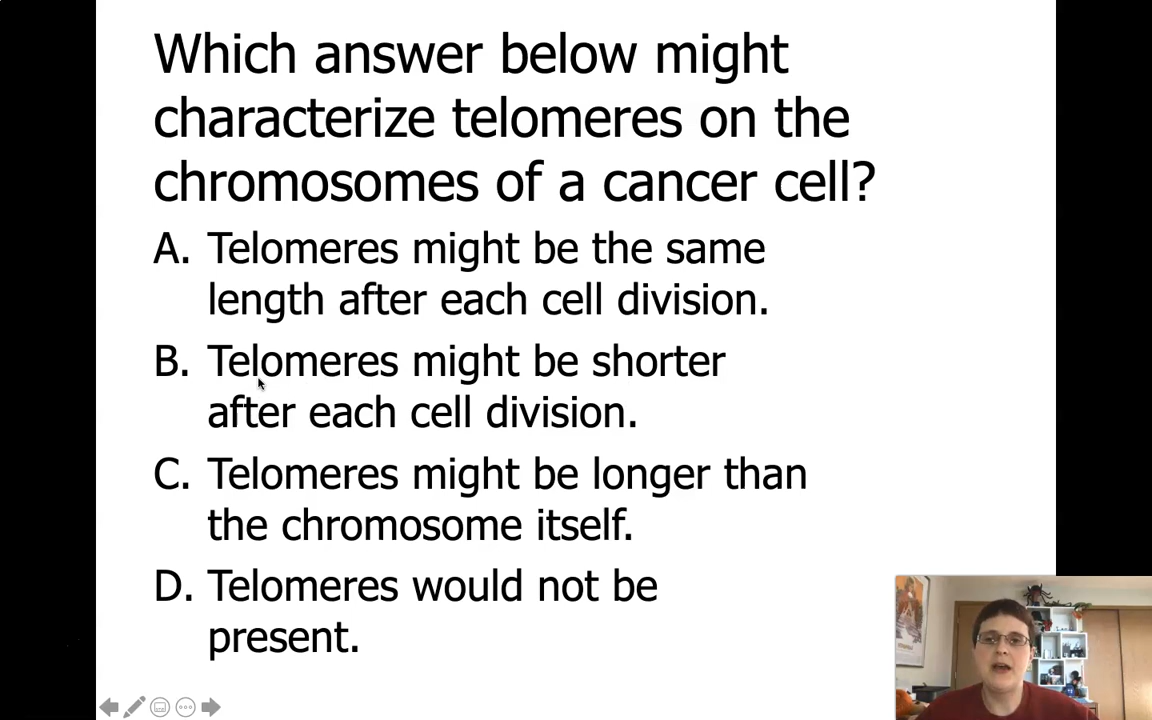 Which answer below might
characterize telomeres on the
chromosomes of a cancer cell?
A. Telomeres might be the same
length after each cell division.
B. Telomeres might be shorter
after each cell division.
C. Telomeres might be longer than
the chromosome itself.
D. Telomeres would not be
present.